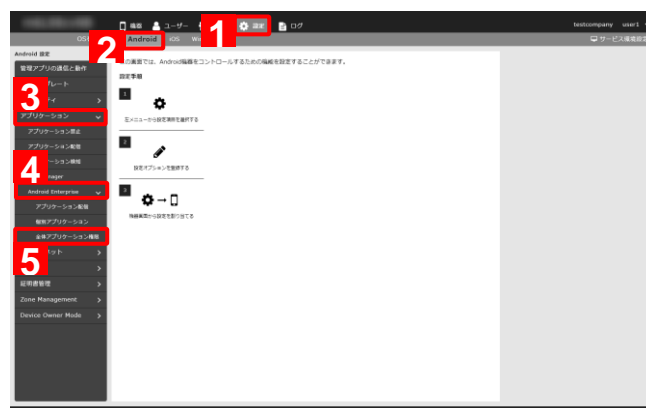 機器 ユーザー 設定 ログ testcompany user1
1
OS Android iOS サービス環境設定
2
Android 設定
管理アプリの通信と動作
この画面では、Android機器をコントロールするための機能を設定することができます。
設定手順
1
左メニューから設定項目を選択する
2
設定オプションを登録する
3
機器画面から設定を割り当てる
3
アプリケーション
アプリケーション禁止
アプリケーション配信
4
Android Enterprise
アプリケーション配信
個別アプリケーション
全体アプリケーション権限
5
証明書管理
Zone Management
Device Owner Mode